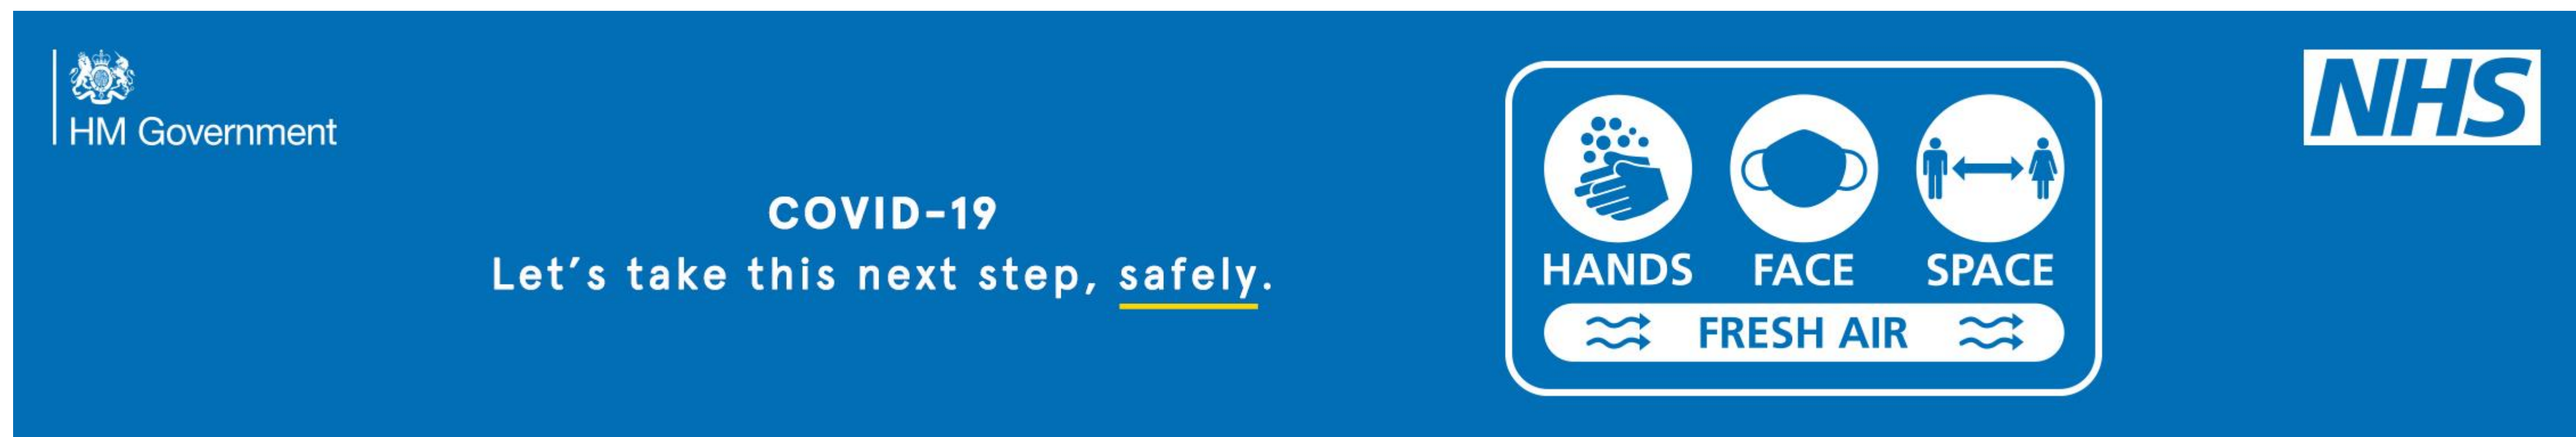 HM Government
COVID-19
Let's take this next step, safely.
HANDS FACE SPACE
FRESH AIR
NHS